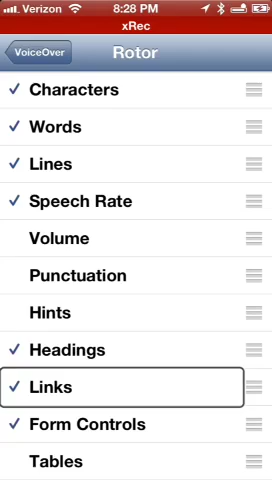 Verizon 8:28 PM
xRec
VoiceOver Rotor
Characters
Words
Lines
Speech Rate
Volume
Punctuation
Hints
Headings
Links
Form Controls
Tables